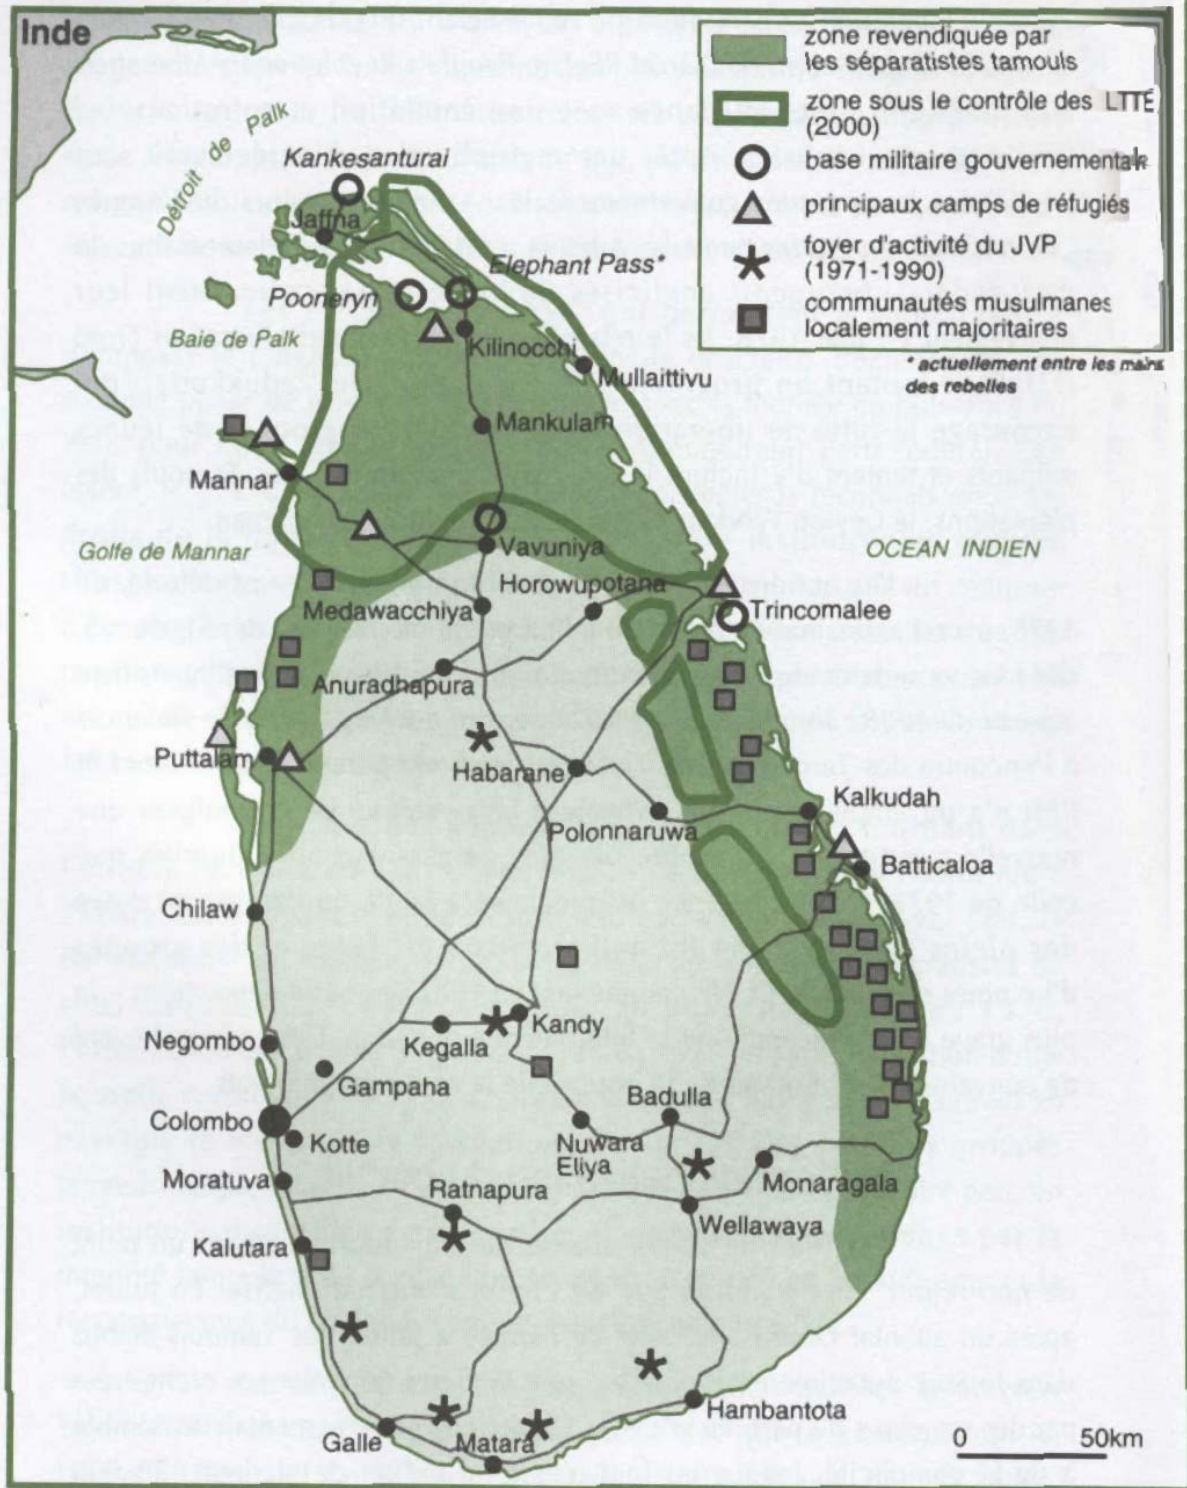 Inde
zone revendiquée par
les séparatistes tamouls
zone sous le contrôle des LTTE
(2000)
base militaire gouvernementale
principaux camps de réfugiés
foyer d'activité du JVP
(1971-1990)
communautés musulmanes
localement majoritaires
* actuellement entre les mains
des rebelles
Détroit de Palk
Kankesanturai
Jaffna
Elephant Pass*
Pooneryn
Baie de Palk
Kilinocchi
Mullaittivu
Mankulam
Mannar
Golfe de Mannar
Vavuniya
OCEAN INDIEN
Horowupotana
Medawacchiya
Trincomalee
Anuradhapura
Puttalam
Habarane
Kalkudah
Polonnaruwa
Batticaloa
Chilaw
Kandy
Negombo
Kegalla
Gampaha
Badulla
Colombo
Kotte
Nuwara
Eliya
Moratuva
Ratnapura
Monaragala
Wellawaya
Kalutara
Hambantota
Galle
Matara
0 50km